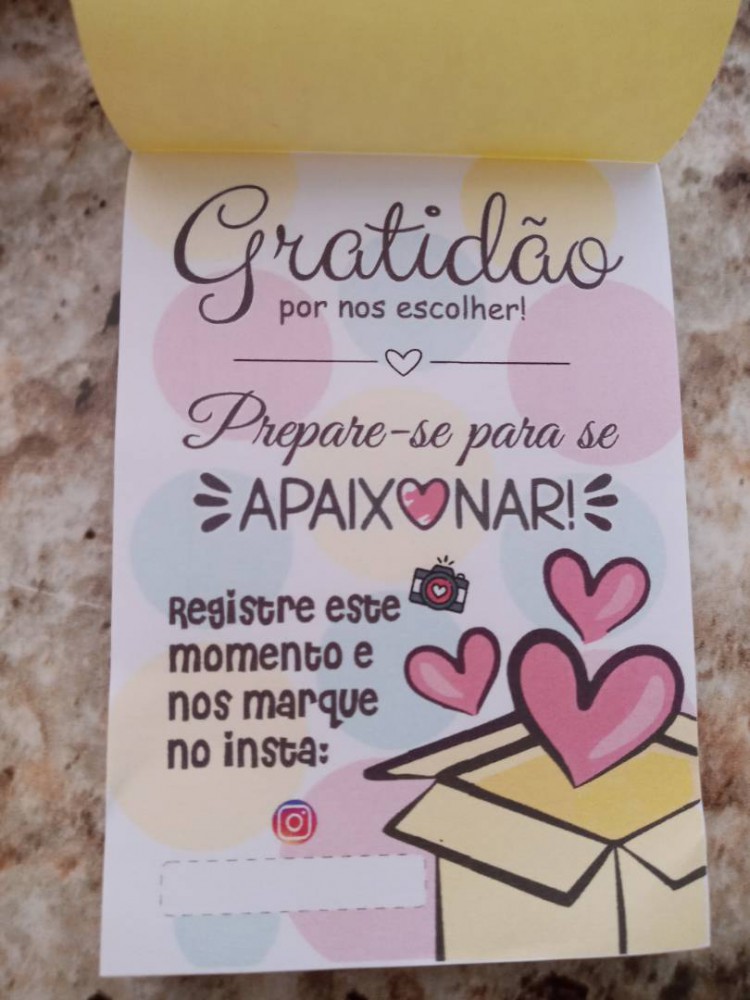 Gratidão
por nos escolher!
Prepare-se para se
APAIXONAR!
Registre este
momento e
nos marque
no insta: